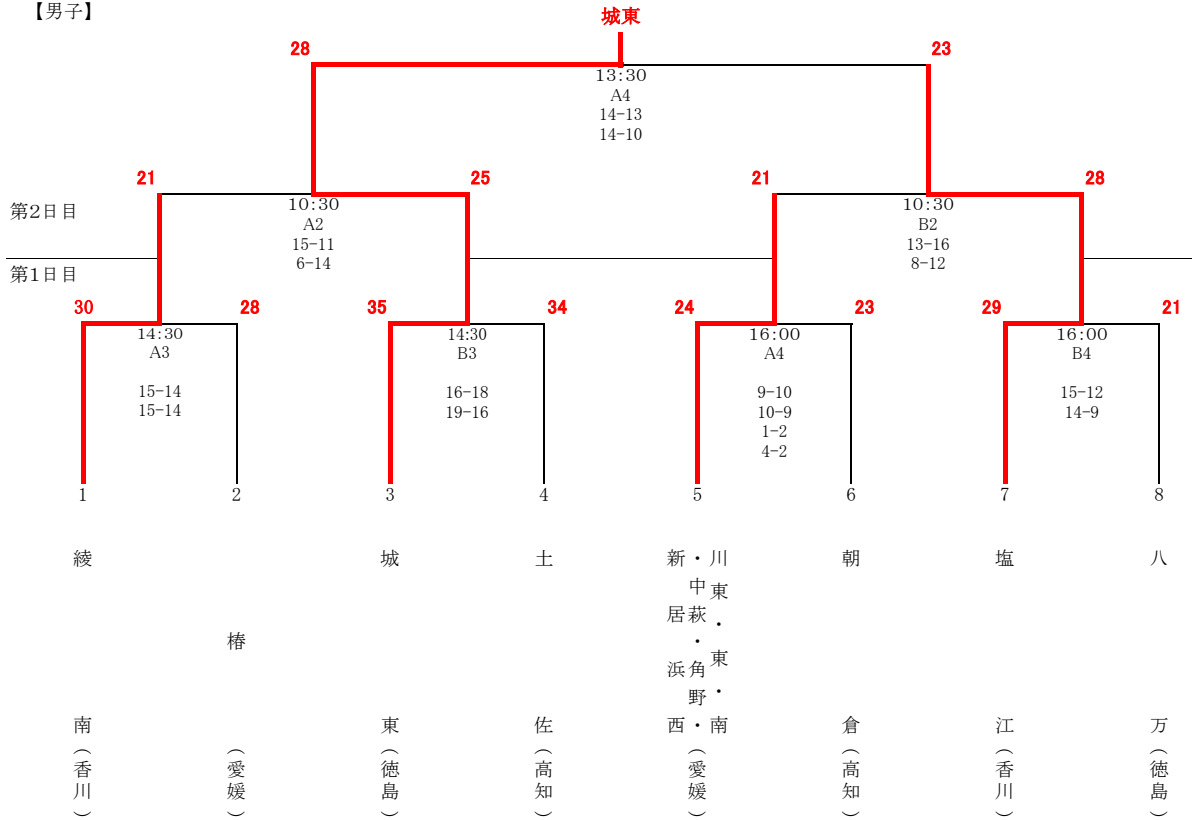 【男子】
城東
28
23
13:30
A4
14-13
14-10
21
25
21
28
第2日目
10:30
A2
15-11
6-14
10:30
B2
13-16
8-12
第1日目
30
28
35
34
24
23
29
21
14:30
A3
15-14
15-14
14:30
B3
16-18
19-16
16:00
A4
9-10
10-9
1-2
4-2
16:00
B4
15-12
14-9
1
2
3
4
5
6
7
8
綾南(香川)
椿(愛媛)
城東(徳島)
土佐(高知)
新居浜西
・中萩・角野・
川東・東・南
(愛媛)
朝倉(高知)
塩江(香川)
八万(徳島)